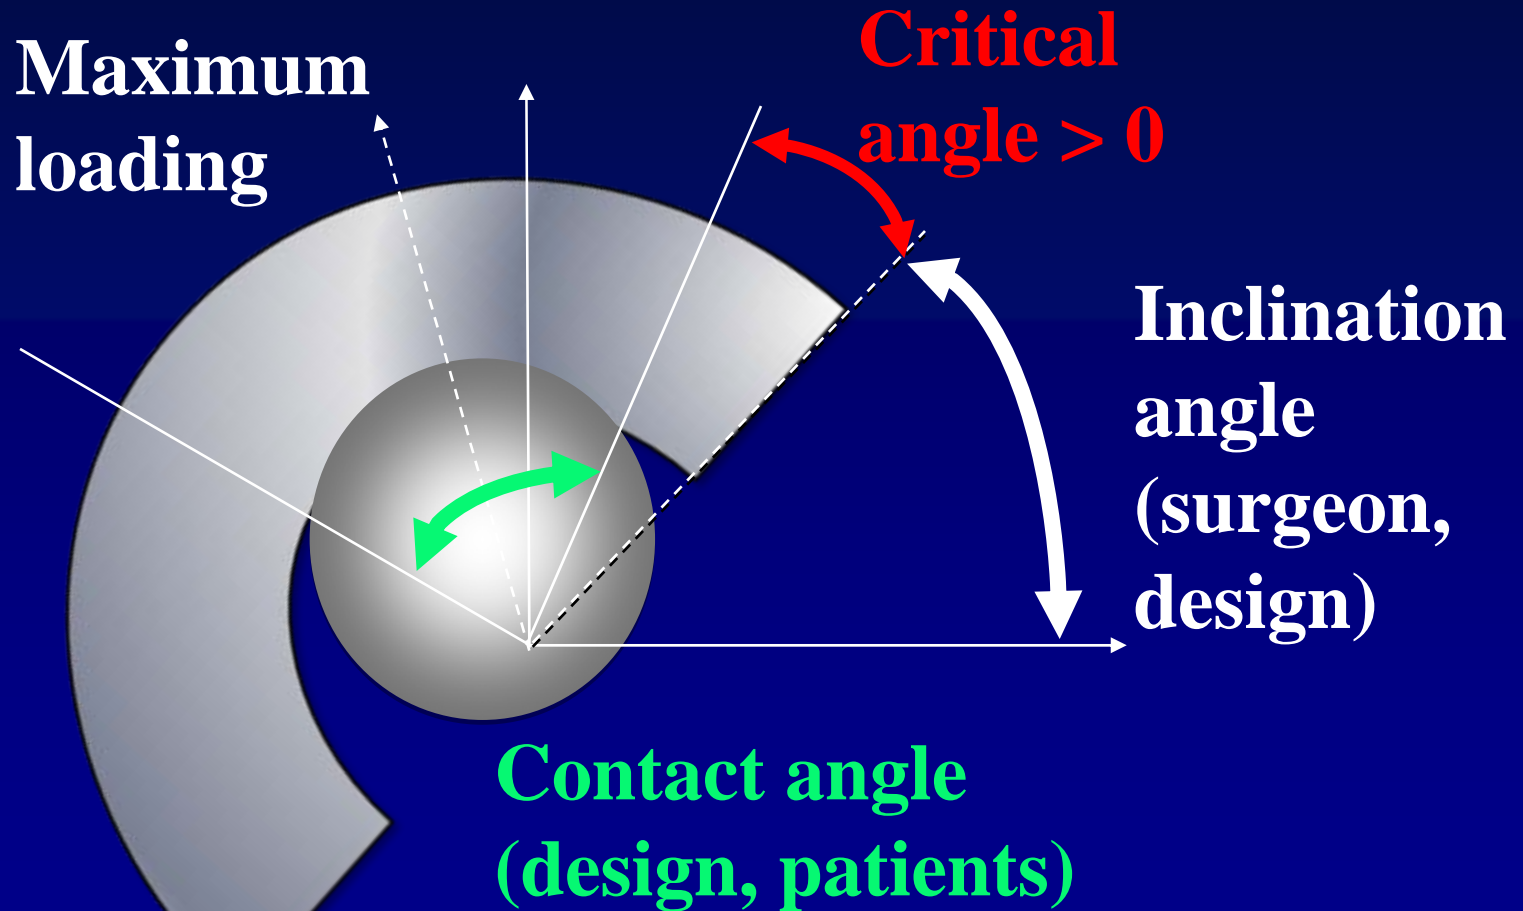 Maximum
loading
Critical
angle > 0
Inclination
angle
(surgeon,
design)
Contact angle
(design, patients)